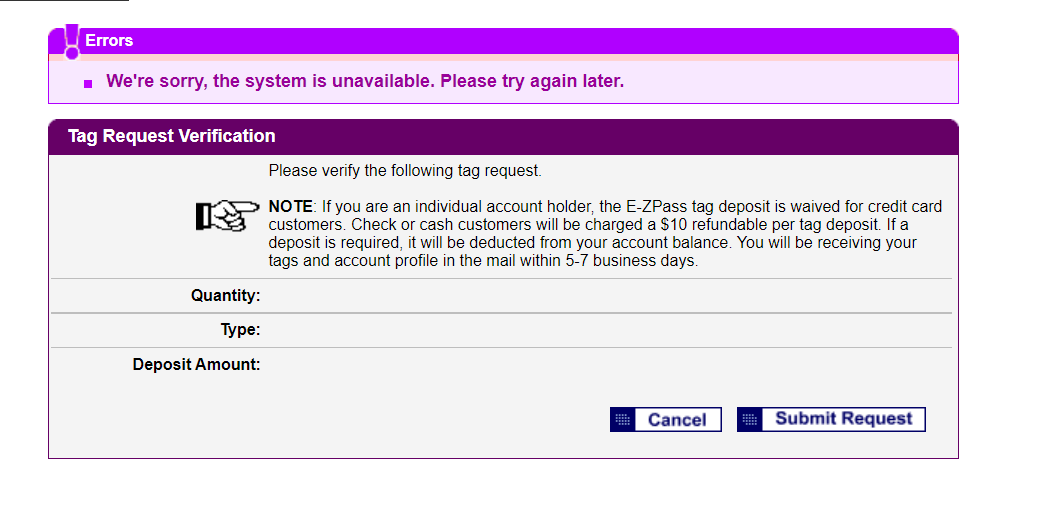 Errors
We're sorry, the system is unavailable. Please try again later.
Tag Request Verification
Please verify the following tag request.
NOTE: If you are an individual account holder, the E-ZPass tag deposit is waived for credit card
customers. Check or cash customers will be charged a $10 refundable per tag deposit. If a
deposit is required, it will be deducted from your account balance. You will be receiving your
tags and account profile in the mail within 5-7 business days.
Quantity:
Type:
Deposit Amount:
Cancel
Submit Request